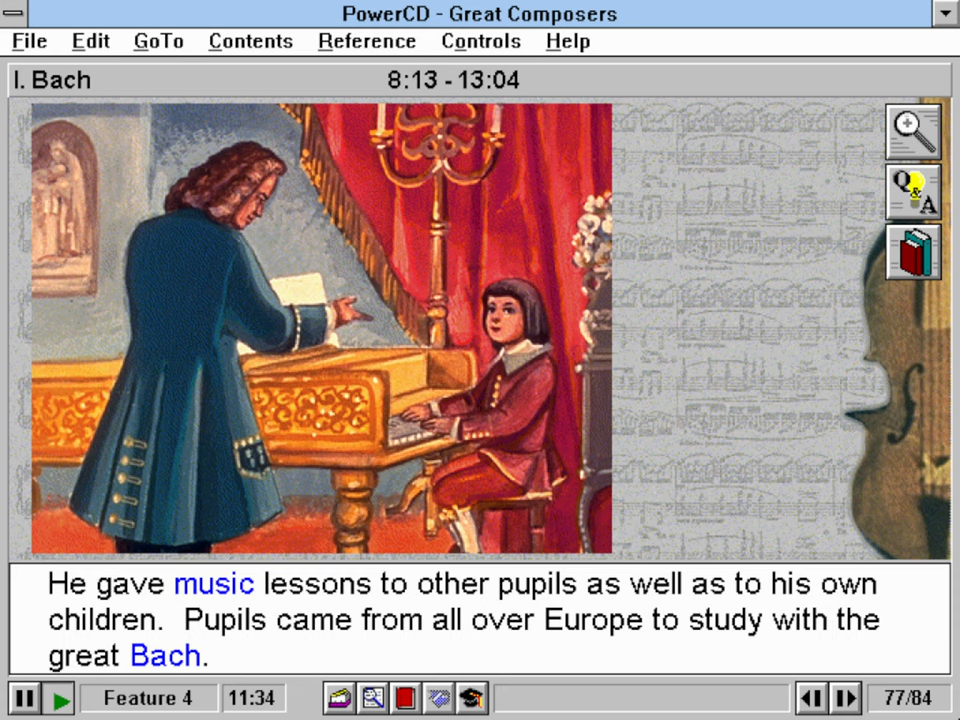 PowerCD - Great Composers
File Edit GoTo Contents Reference Controls Help
I. Bach 8:13 - 13:04
Q & A
He gave music lessons to other pupils as well as to his own
children. Pupils came from all over Europe to study with the
great Bach.
Feature 4 11:34 77/84